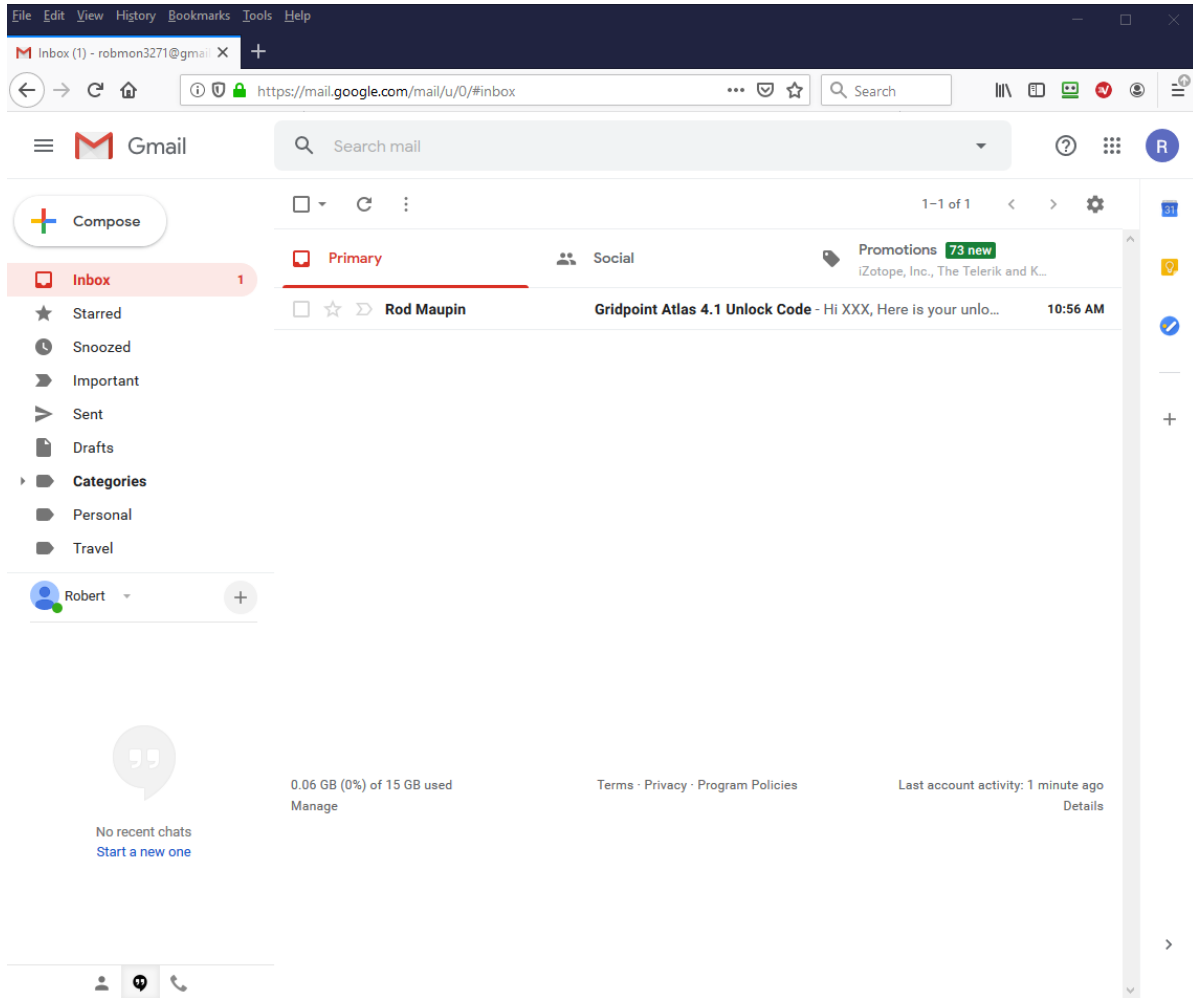 File Edit View History Bookmarks Tools Help
Inbox (1) - robmon3271@gmai
https://mail.google.com/mail/u/0/#inbox
Search
Gmail
Search mail
R
Compose
1–1 of 1
31
Primary
Social
Promotions 73 new
iZotope, Inc., The Telerik and K...
Inbox 1
Rod Maupin Gridpoint Atlas 4.1 Unlock Code - Hi XXX, Here is your unlo... 10:56 AM
Starred
Snoozed
Important
Sent
Drafts
Categories
Personal
Travel
Robert
0.06 GB (0%) of 15 GB used
Manage
Terms · Privacy · Program Policies
Last account activity: 1 minute ago
Details
No recent chats
Start a new one